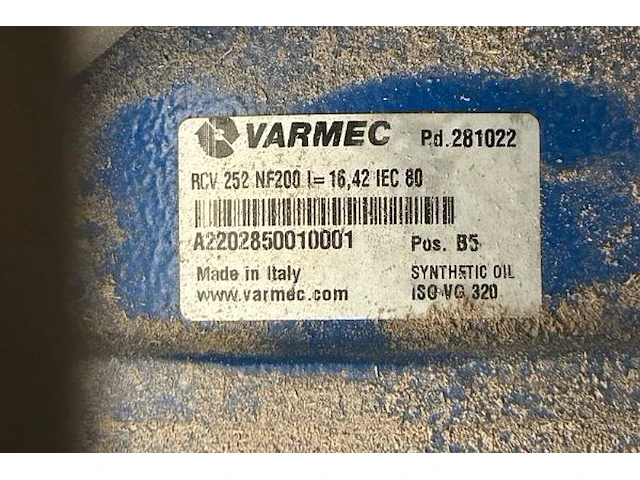 VARMEC Pd.281022
RCV 252 NF200 I= 16,42 IEC 80
A2202850010001 Pos. B5
Made in Italy SYNTHETIC OIL
www.varmec.com ISO VG 320